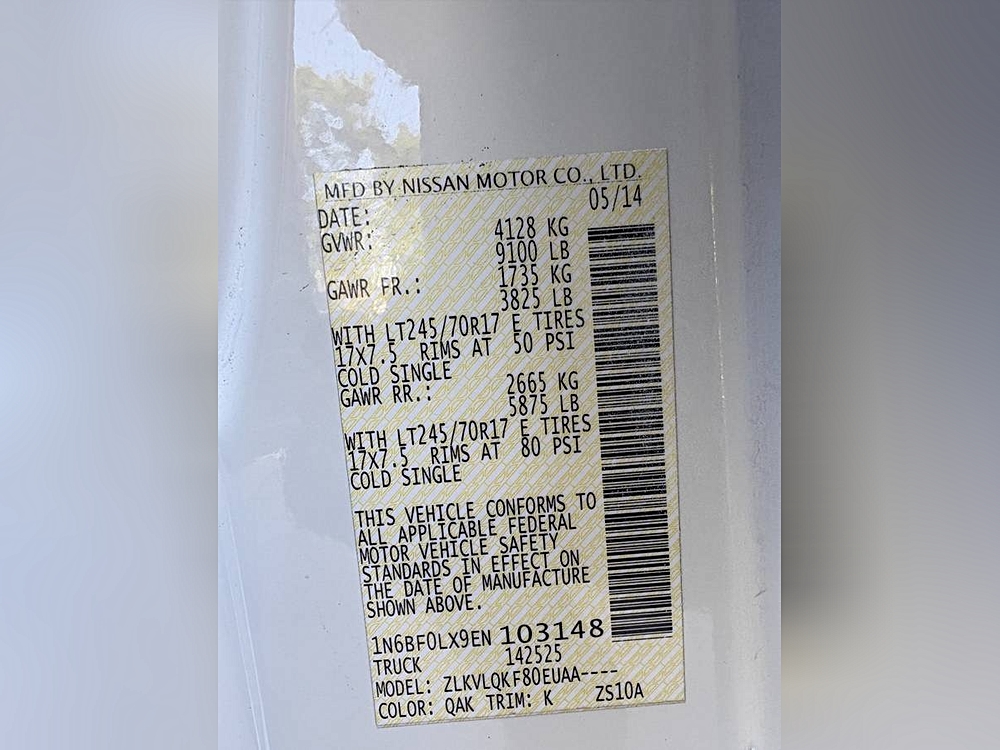 MFD BY NISSAN MOTOR CO., LTD.
DATE: 05/14
GVWR: 4128 KG
9100 LB
GAWR FR.: 1735 KG
3825 LB
WITH LT245/70R17 E TIRES
17X7.5 RIMS AT 50 PSI
COLD SINGLE
GAWR RR.: 2665 KG
5875 LB
WITH LT245/70R17 E TIRES
17X7.5 RIMS AT 80 PSI
COLD SINGLE
THIS VEHICLE CONFORMS TO
ALL APPLICABLE FEDERAL
MOTOR VEHICLE SAFETY
STANDARDS IN EFFECT ON
THE DATE OF MANUFACTURE
SHOWN ABOVE.
1N6BF0LX9EN 103148
TRUCK 142525
MODEL: ZLKVLQKF80EUAA----
COLOR: QAK TRIM: K ZS10A